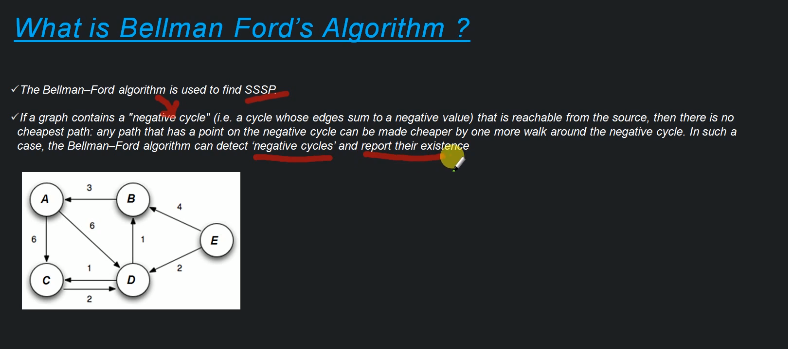 What is Bellman Ford's Algorithm ?
✓The Bellman–Ford algorithm is used to find SSSP.
✓If a graph contains a "negative cycle" (i.e. a cycle whose edges sum to a negative value) that is reachable from the source, then there is no
cheapest path: any path that has a point on the negative cycle can be made cheaper by one more walk around the negative cycle. In such a
case, the Bellman–Ford algorithm can detect 'negative cycles' and report their existence
3
A B
4
6
6 1 E
1 2
C D
2